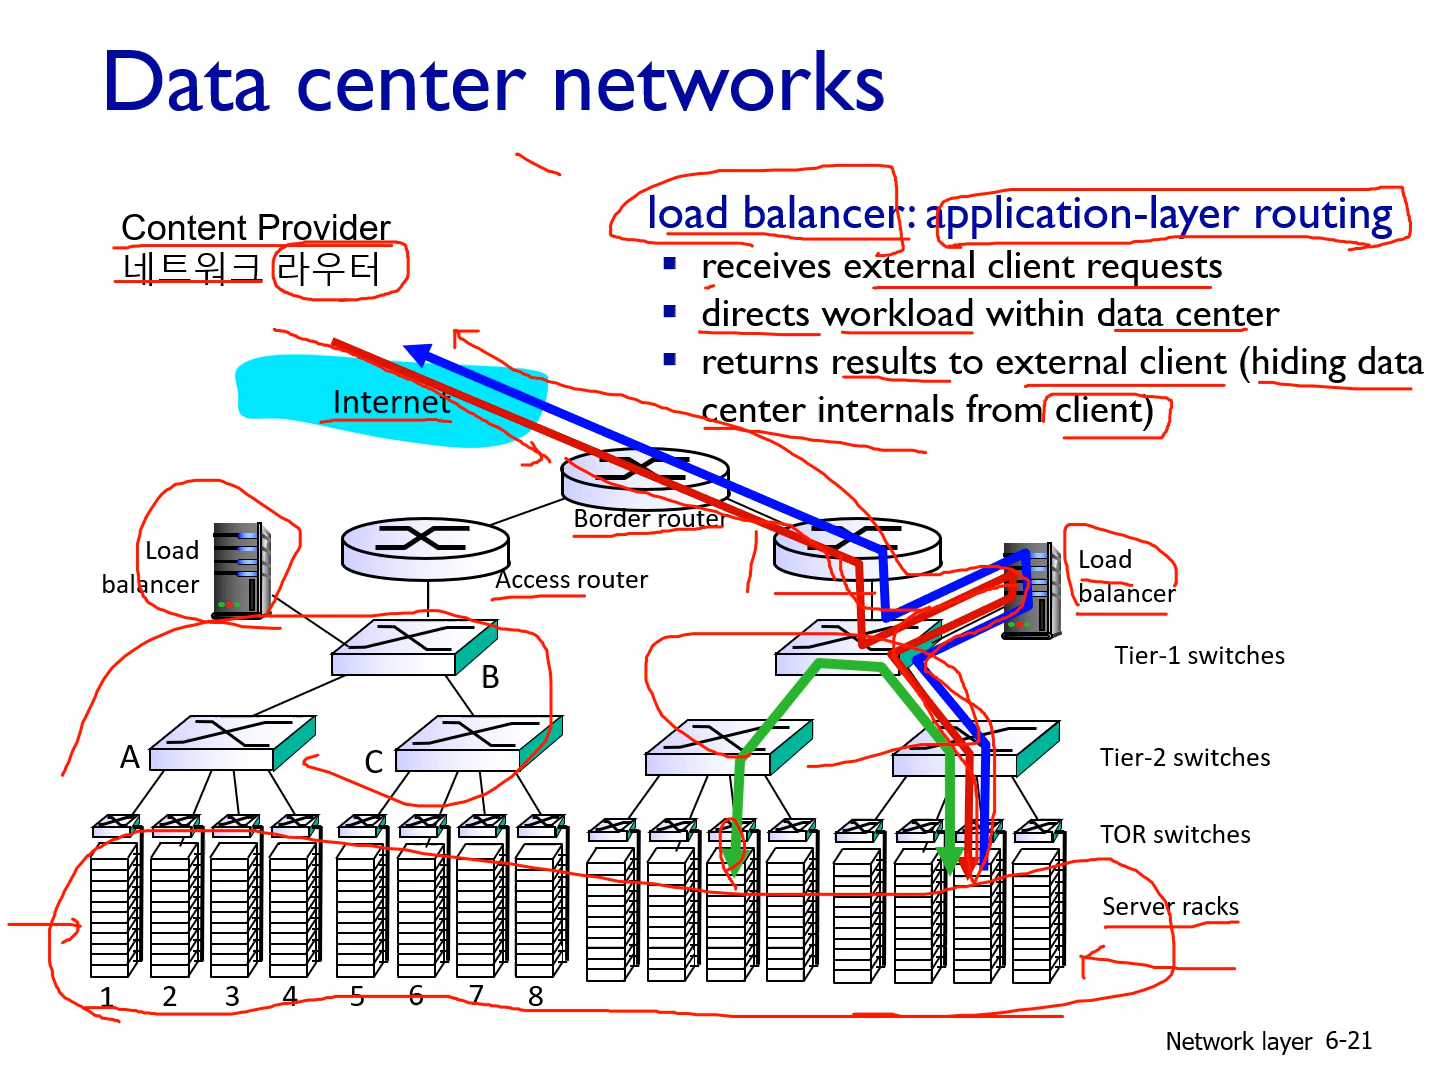 Data center networks
Content Provider
네트워크 라우터
load balancer: application-layer routing
▪ receives external client requests
▪ directs workload within data center
▪ returns results to external client (hiding data
center internals from client)
Internet
Border router
Load
balancer
Access router
Load
balancer
Tier-1 switches
B
A
C
Tier-2 switches
TOR switches
Server racks
1 2 3 4 5 6 7 8
Network layer 6-21